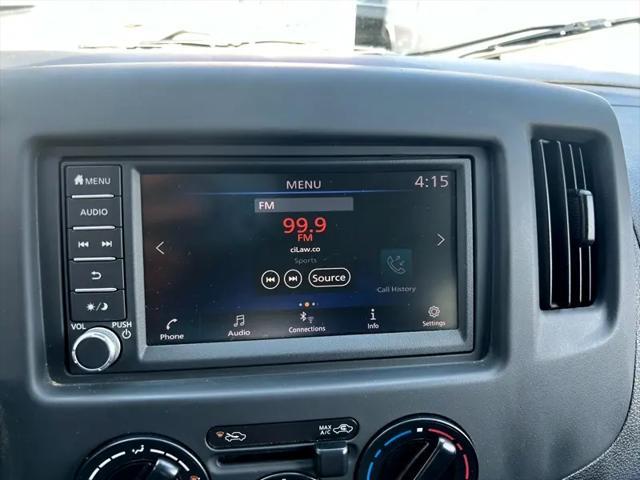 MENU
AUDIO
VOL
PUSH
MENU
4:15
FM
99.9
FM
ciLaw.co
Sports
Source
Call History
Phone
Audio
Connections
Info
Settings
MAX
A/C